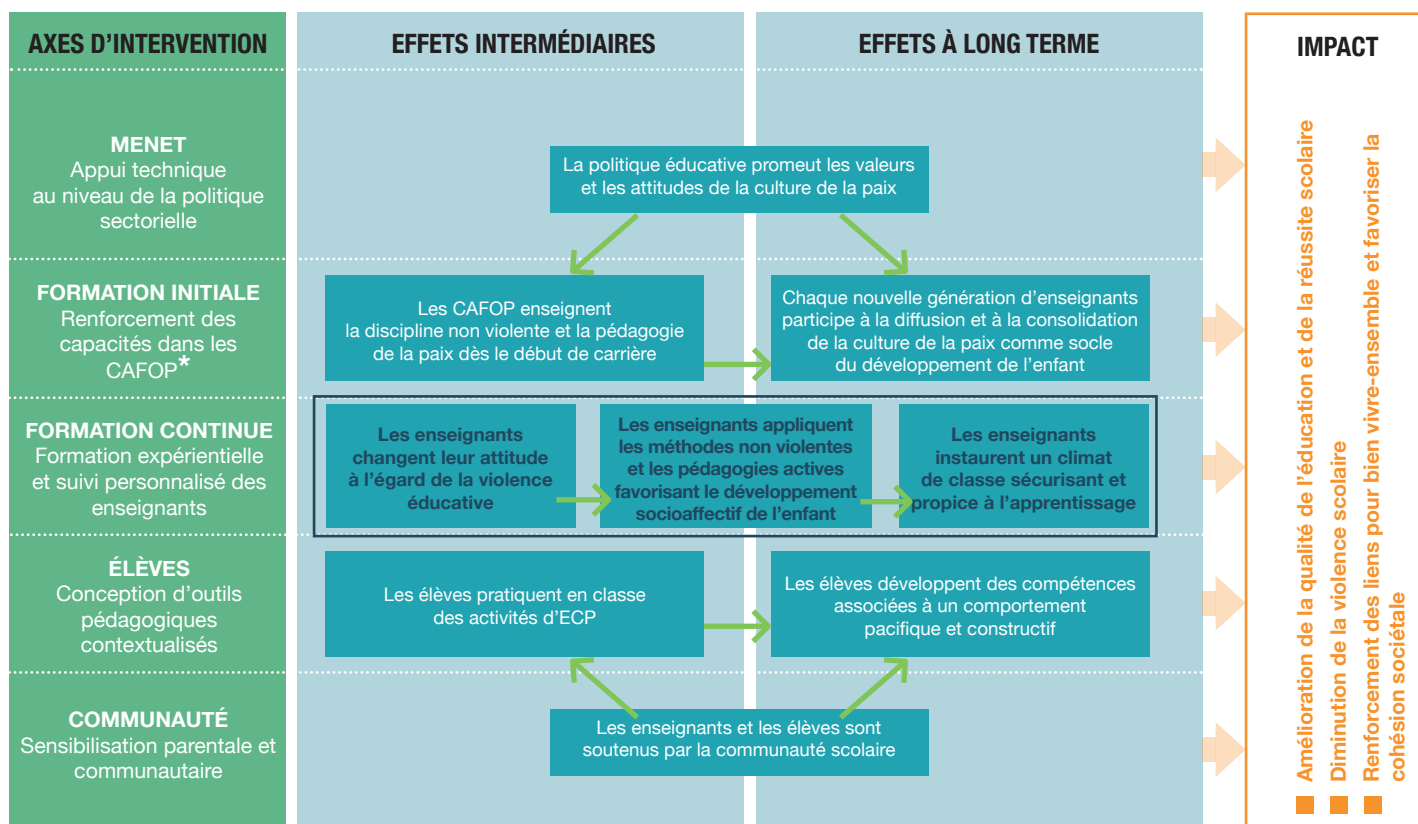 AXES D'INTERVENTION
EFFETS INTERMÉDIAIRES
EFFETS À LONG TERME
IMPACT
MENET
Appui technique
au niveau de la politique
sectorielle
La politique éducative promeut les valeurs
et les attitudes de la culture de la paix
FORMATION INITIALE
Renforcement des
capacités dans les
CAFOP*
Les CAFOP enseignent
la discipline non violente et la pédagogie
de la paix dès le début de carrière
Chaque nouvelle génération d'enseignants
participe à la diffusion et à la consolidation
de la culture de la paix comme socle
du développement de l'enfant
FORMATION CONTINUE
Formation expérientielle
et suivi personnalisé des
enseignants
Les enseignants
changent leur attitude
à l'égard de la violence
éducative
Les enseignants appliquent
les méthodes non violentes
et les pédagogies actives
favorisant le développement
socioaffectif de l'enfant
Les enseignants
instaurent un climat
de classe sécurisant et
propice à l'apprentissage
ÉLÈVES
Conception d'outils
pédagogiques
contextualisés
Les élèves pratiquent en classe
des activités d'ECP
Les élèves développent des compétences
associées à un comportement
pacifique et constructif
COMMUNAUTÉ
Sensibilisation parentale et
communautaire
Les enseignants et les élèves sont
soutenus par la communauté scolaire
Amélioration de la qualité de l'éducation et de la réussite scolaire
Diminution de la violence scolaire
Renforcement des liens pour bien vivre-ensemble et favoriser la
cohésion sociétale